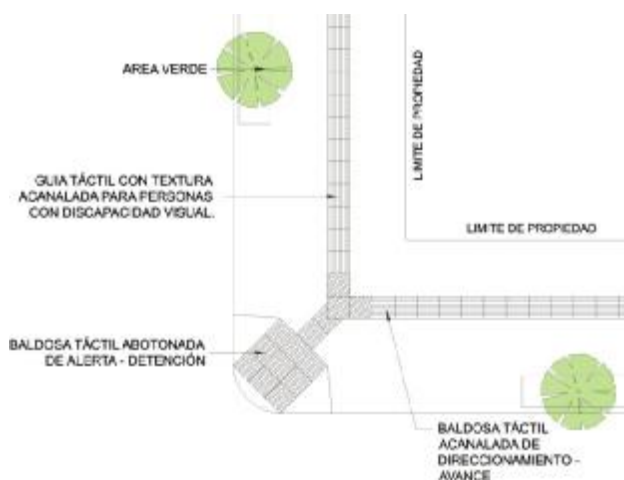 AREA VERDE
LIMITE DE PROPIEDAD
GUIA TÁCTIL CON TEXTURA
ACANALADA PARA PERSONAS
CON DISCAPACIDAD VISUAL.
LIMITE DE PROPIEDAD
BALDOSA TÁCTIL ABOTONADA
DE ALERTA - DETENCIÓN
BALDOSA TÁCTIL
ACANALADA DE
DIRECCIONAMIENTO -
AVANCE